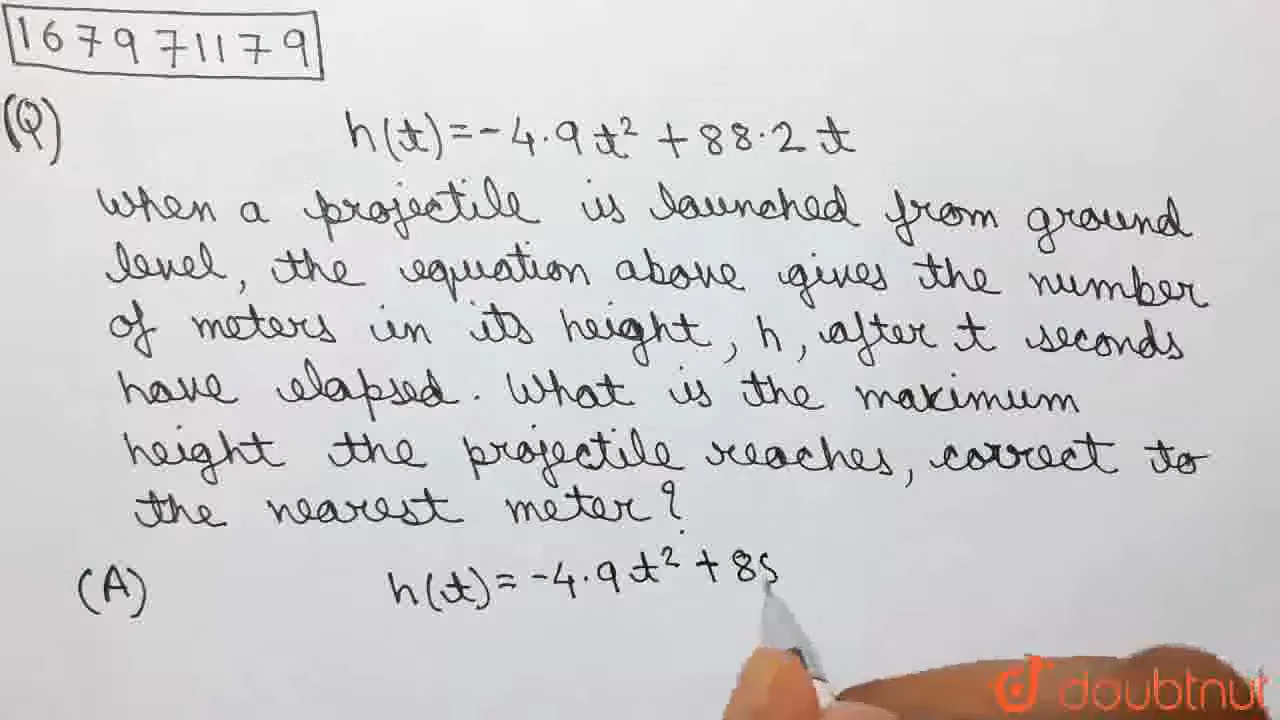 167971179
(Q) h(t) = -4.9t² + 88.2t
When a projectile is launched from ground
level, the equation above gives the number
of meters in its height, h, after t seconds
have elapsed. What is the maximum
height the projectile reaches, correct to
the nearest meter?
(A) h(t) = -4.9t² + 8
doubtnut